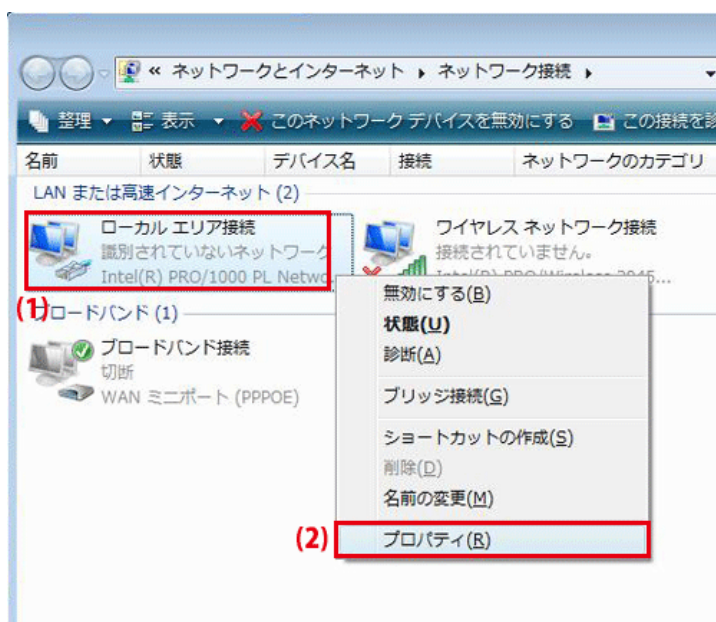 « ネットワークとインターネット ▸ ネットワーク接続 ▸
整理 ▼ 表示 ▼ このネットワーク デバイスを無効にする この接続を診
名前 状態 デバイス名 接続 ネットワークのカテゴリ
LAN または高速インターネット (2)
ローカル エリア接続
識別されていないネットワーク
Intel(R) PRO/1000 PL Netwo...
ワイヤレス ネットワーク接続
接続されていません。
Intel(R) PRO/Wireless 3945...
(1)
ブロードバンド (1)
ブロードバンド接続
切断
WAN ミニポート (PPPOE)
無効にする(B)
状態(U)
診断(A)
ブリッジ接続(G)
ショートカットの作成(S)
削除(D)
名前の変更(M)
(2)
プロパティ(R)